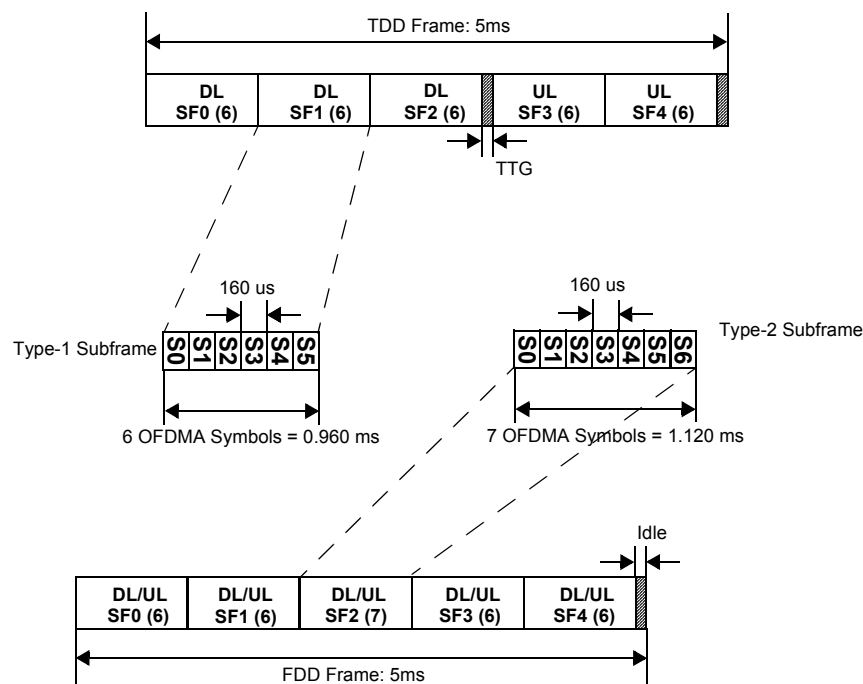 TDD Frame: 5ms
DL DL DL UL UL
SF0 (6) SF1 (6) SF2 (6) SF3 (6) SF4 (6)
TTG
160 us
160 us
Type-1 Subframe
S0 S1 S2 S3 S4 S5
S0 S1 S2 S3 S4 S5 S6
Type-2 Subframe
6 OFDMA Symbols = 0.960 ms
7 OFDMA Symbols = 1.120 ms
Idle
DL/UL DL/UL DL/UL DL/UL DL/UL
SF0 (6) SF1 (6) SF2 (7) SF3 (6) SF4 (6)
FDD Frame: 5ms